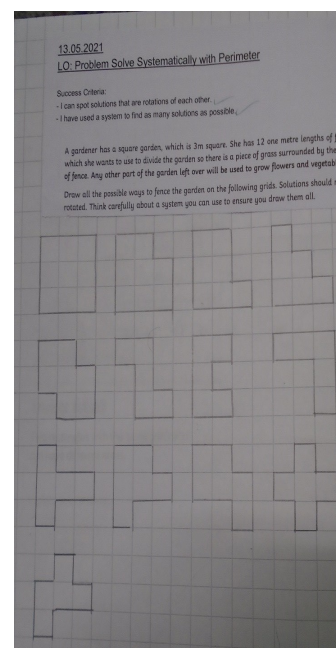 13.05.2021
LO: Problem Solve Systematically with Perimeter
Success Criteria:
- I can spot solutions that are rotations of each other.
- I have used a system to find as many solutions as possible.
A gardener has a square garden, which is 3m square. She has 12 one metre lengths of
which she wants to use to divide the garden so there is a piece of grass surrounded by the
of fence. Any other part of the garden left over will be used to grow flowers and
Draw all the possible ways to fence the garden on the following grids. Solutions should
rotated. Think carefully about a system you can use to ensure you draw them all.